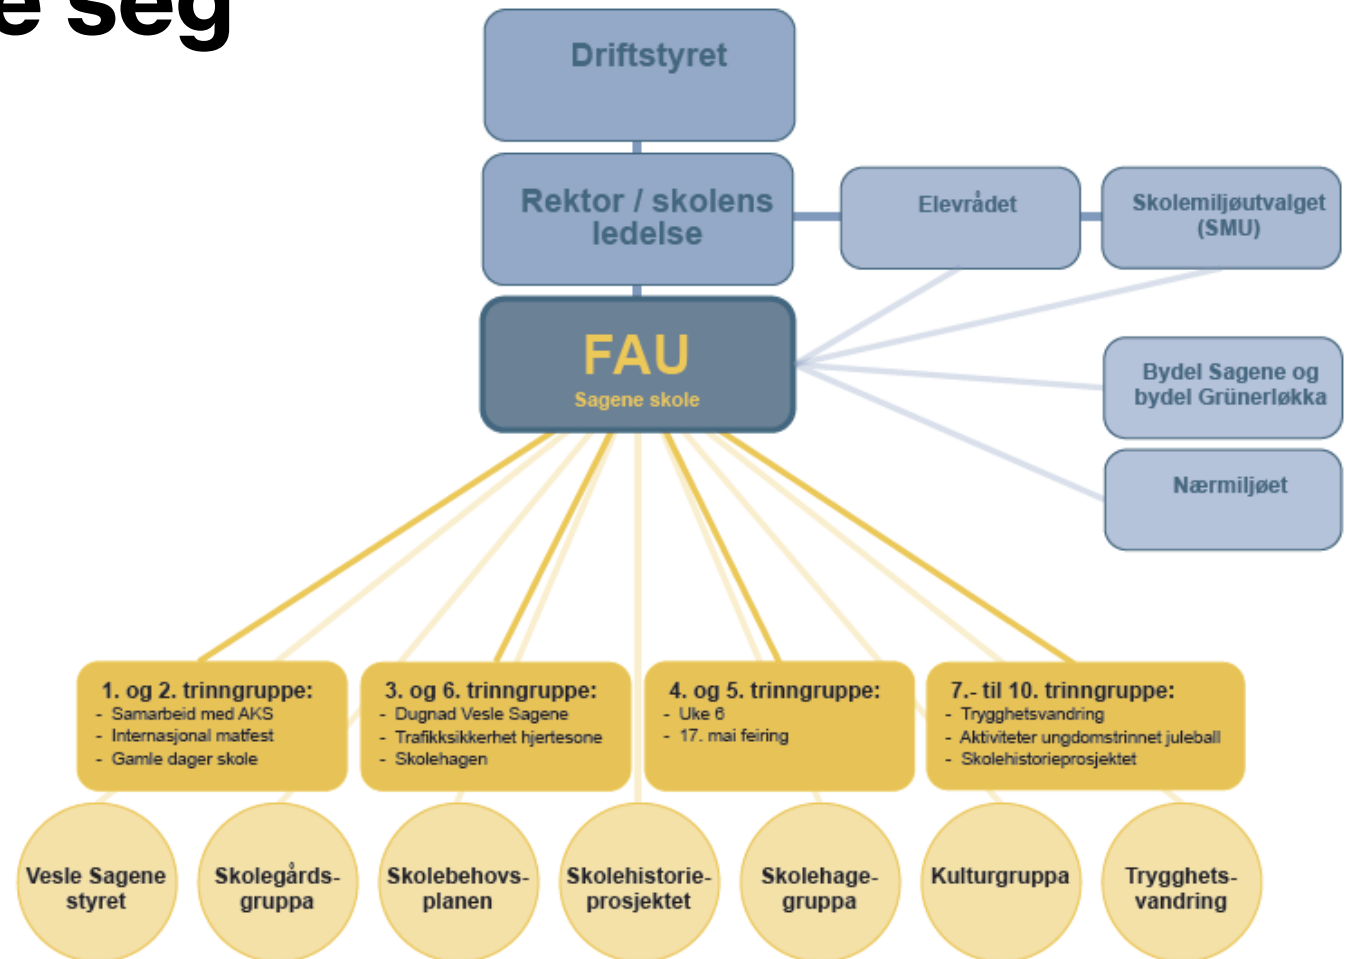 e seg
Driftstyret
Rektor / skolens
ledelse
Elevrådet
Skolemiljøutvalget
(SMU)
FAU
Sagene skole
Bydel Sagene og
bydel Grünerløkka
Nærmiljøet
1. og 2. trinngruppe:
- Samarbeid med AKS
- Internasjonal matfest
- Gamle dager skole
3. og 6. trinngruppe:
- Dugnad Vesle Sagene
- Trafikksikkerhet hjertesone
- Skolehagen
4. og 5. trinngruppe:
- Uke 6
- 17. mai feiring
7.- til 10. trinngruppe:
- Trygghetsvandring
- Aktiviteter ungdomstrinnet juleball
- Skolehistorieprosjektet
Vesle Sagene
styret
Skolegårds-
gruppa
Skolebehovs-
planen
Skolehistorie-
prosjektet
Skolehage-
gruppa
Kulturgruppa
Trygghets-
vandring